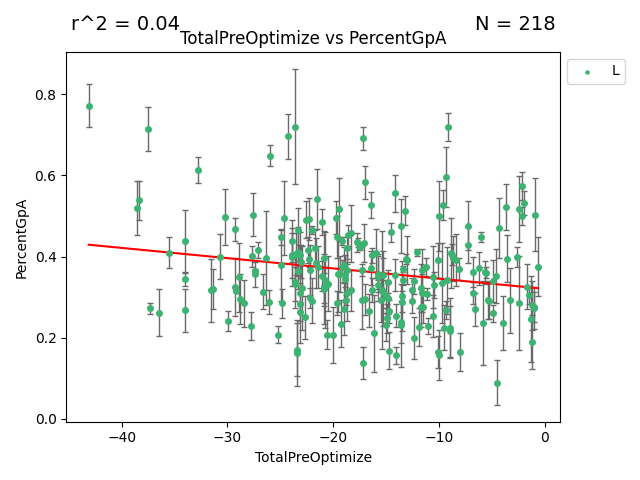 r^2 = 0.04
N = 218
TotalPreOptimize vs PercentGpA
L
0.8
0.6
0.4
0.2
0.0
PercentGpA
−40
−30
−20
−10
0
TotalPreOptimize